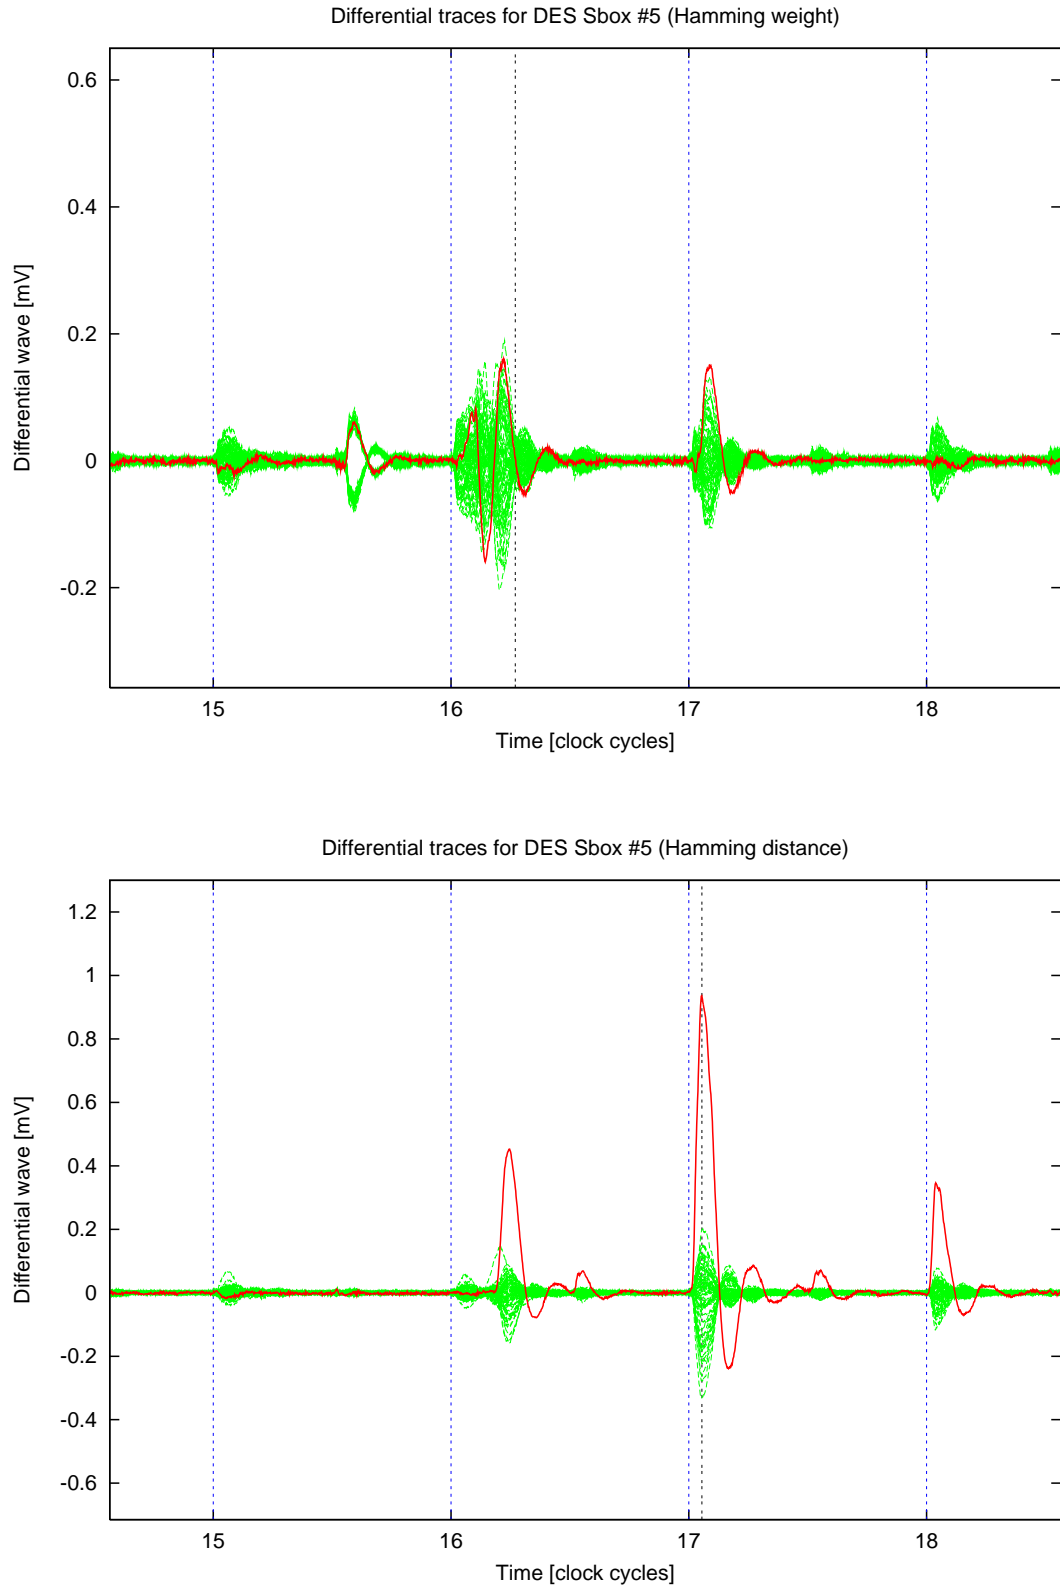 Differential traces for DES Sbox #5 (Hamming weight)
0.6
0.4
0.2
0
-0.2
Differential wave [mV]
15 16 17 18
Time [clock cycles]
Differential traces for DES Sbox #5 (Hamming distance)
1.2
1
0.8
0.6
0.4
0.2
0
-0.2
-0.4
-0.6
Differential wave [mV]
15 16 17 18
Time [clock cycles]